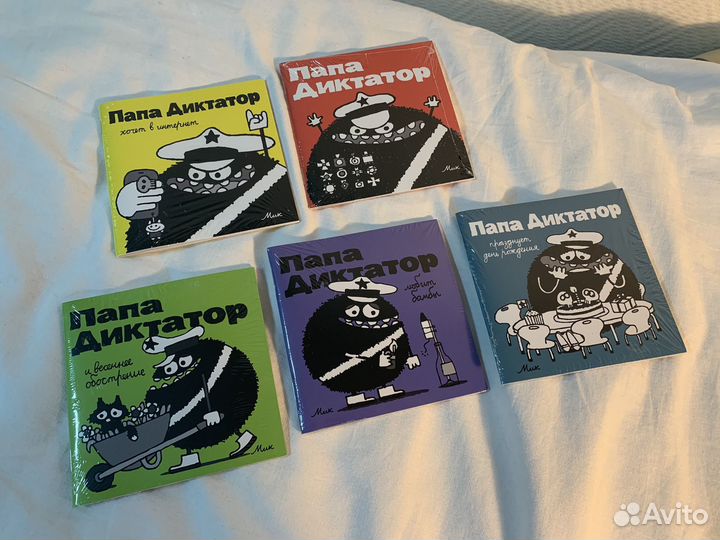 Папа Диктатор
хочет в интернет
Мик
Папа
Диктатор
Мик
Папа
Диктатор
и весеннее
обострение
Мик
Папа
Диктатор
любит
бомбы
Мик
Папа Диктатор
празднует
день рождения
Мик
Avito